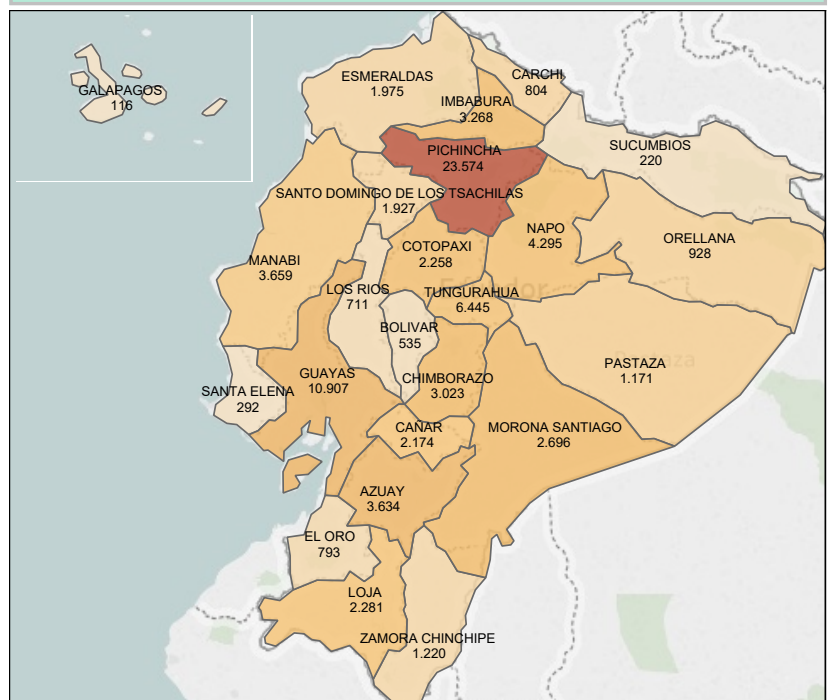 GALAPAGOS
116
ESMERALDAS
1.975
CARCHI
804
IMBABURA
3.268
PICHINCHA
23.574
SUCUMBIOS
220
SANTO DOMINGO DE LOS TSACHILAS
1.927
NAPO
4.295
ORELLANA
928
COTOPAXI
2.258
MANABI
3.659
LOS RIOS
711
TUNGURAHUA
6.445
BOLIVAR
535
PASTAZA
1.171
GUAYAS
10.907
CHIMBORAZO
3.023
SANTA ELENA
292
CAÑAR
2.174
MORONA SANTIAGO
2.696
AZUAY
3.634
EL ORO
793
LOJA
2.281
ZAMORA CHINCHIPE
1.220